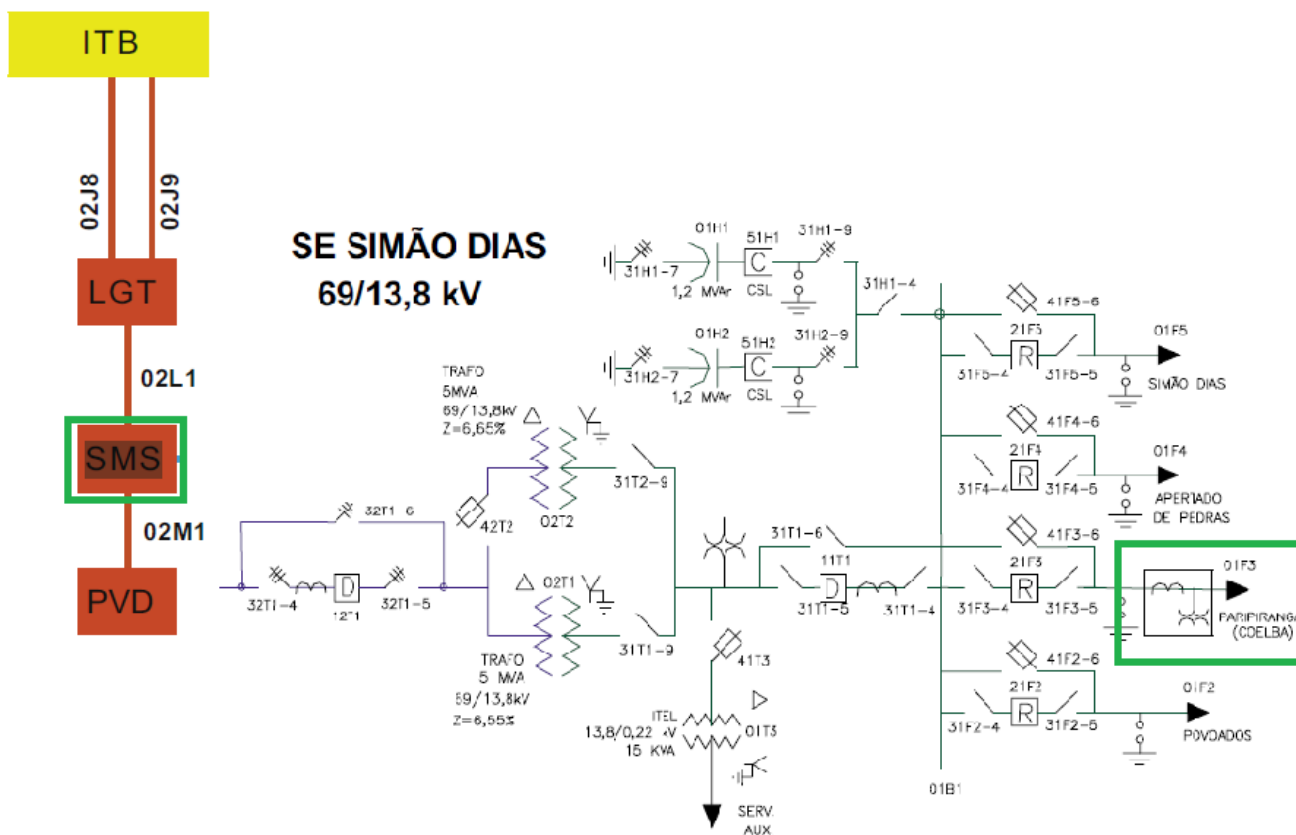 ITB
02J8
02J9
LGT
02L1
SMS
02M1
PVD
SE SIMÃO DIAS
69/13,8 kV
01H1
51H1
31H1-9
31H1-7
1,2 MVAr
CSL
31H1-4
01H2
51H2
31H2-9
31H2-7
1,2 MVAr
CSL
TRAFO
5MVA
69/13,8kV
Z=6,65%
42T2
02T2
31T2-9
32T1-6
32T1-4
D
12T1
32T1-5
02T1
31T1-9
TRAFO
5 MVA
69/13,8kV
Z=6,55%
41T3
ITEL
13,8/0,22 kV
15 KVA
01T3
SERV.
AUX
31T1-6
11T1
D
31T1-5
31T1-4
01B1
41F5-6
21F5
R
31F5-4
31F5-5
01F5
SIMÃO DIAS
41F4-6
21F4
R
31F4-4
31F4-5
01F4
APERTADO
DE PEDRAS
41F3-6
21F3
R
31F3-4
31F3-5
01F3
PARIPIRANGA
(COELBA)
41F2-6
21F2
R
31F2-4
31F2-5
01F2
POVOADOS